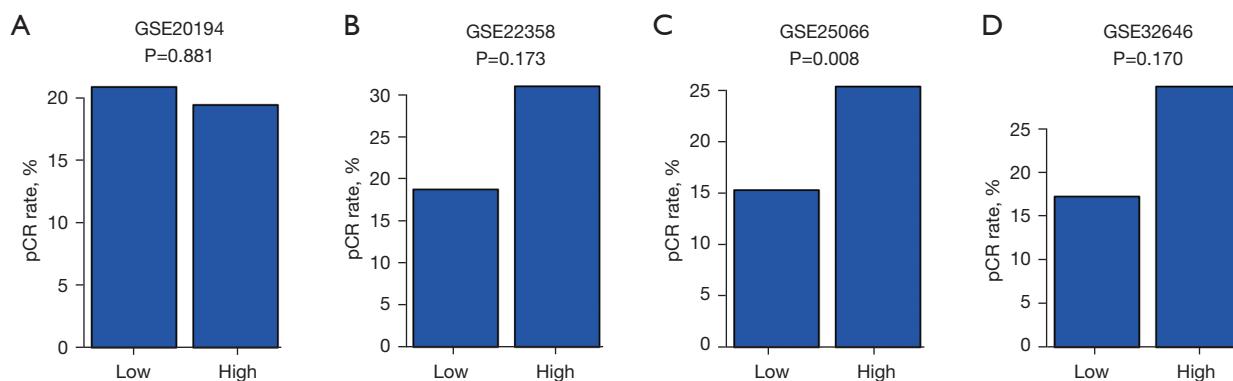 A
GSE20194
P=0.881
pCR rate, %
20
15
10
5
0
Low High
B
GSE22358
P=0.173
pCR rate, %
30
25
20
15
10
5
0
Low High
C
GSE25066
P=0.008
pCR rate, %
25
20
15
10
5
0
Low High
D
GSE32646
P=0.170
pCR rate, %
25
20
15
10
5
0
Low High